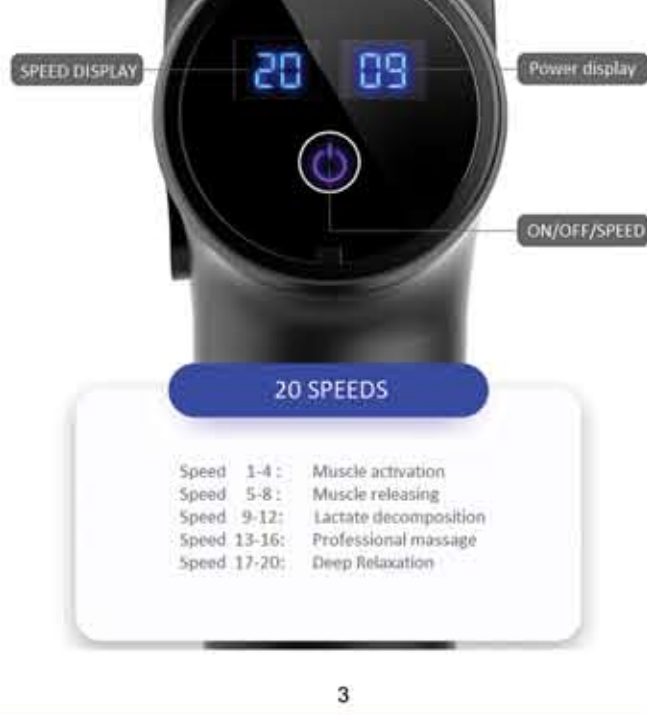 20 09
SPEED DISPLAY
Power display
ON/OFF/SPEED
20 SPEEDS
Speed 1-4 : Muscle activation
Speed 5-8 : Muscle releasing
Speed 9-12: Lactate decomposition
Speed 13-16: Professional massage
Speed 17-20: Deep Relaxation
3